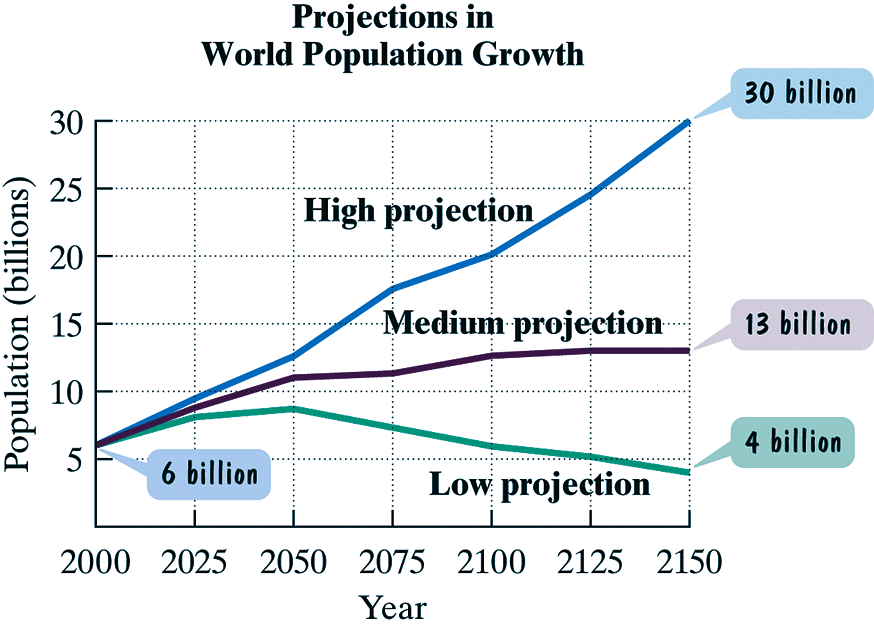 Projections in
World Population Growth
30 billion
30
25
High projection
20
Medium projection
13 billion
15
10
4 billion
5
6 billion
Low projection
Population (billions)
2000 2025 2050 2075 2100 2125 2150
Year